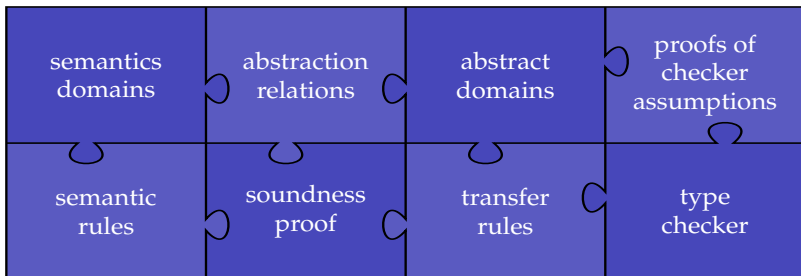 semantics
domains
abstraction
relations
abstract
domains
proofs of
checker
assumptions
semantic
rules
soundness
proof
transfer
rules
type
checker